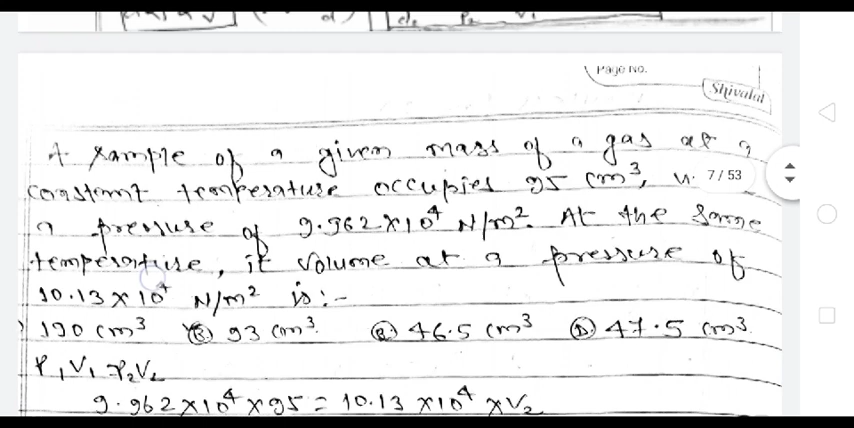 Page No.
Shivalal
A sample of a given mass of a gas at a
constant temperature occupies 95 cm³, u. 7/53
a pressure of 9.962×10⁴ N/m². At the same
temperature, it volume at a pressure of
10.13 × 10⁴ N/m² is:-
190 cm³ (B) 93 cm³ (C) 46.5 cm³ (D) 47.5 cm³.
P₁V₁ = P₂V₂
9.962×10⁴×95 = 10.13 ×10⁴ ×V₂